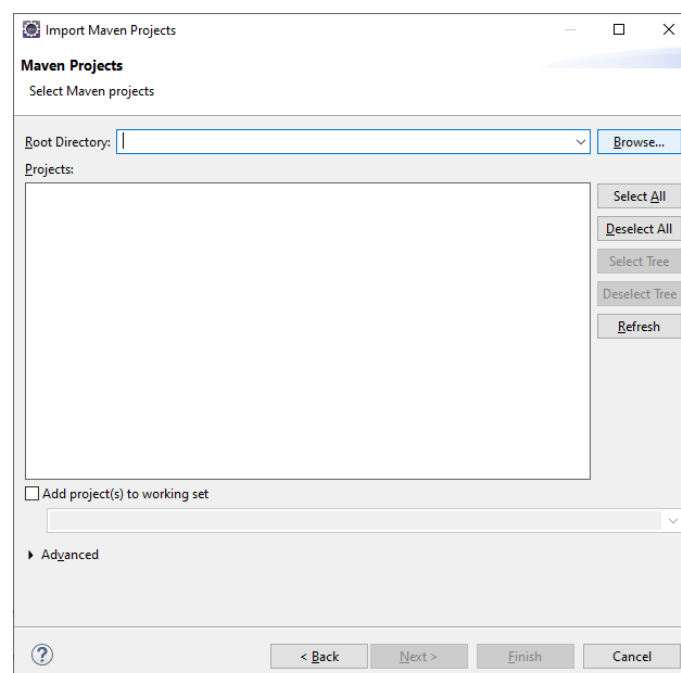 Import Maven Projects
Maven Projects
Select Maven projects
Root Directory:
Browse...
Projects:
Select All
Deselect All
Select Tree
Deselect Tree
Refresh
Add project(s) to working set
Advanced
?
< Back
Next >
Finish
Cancel